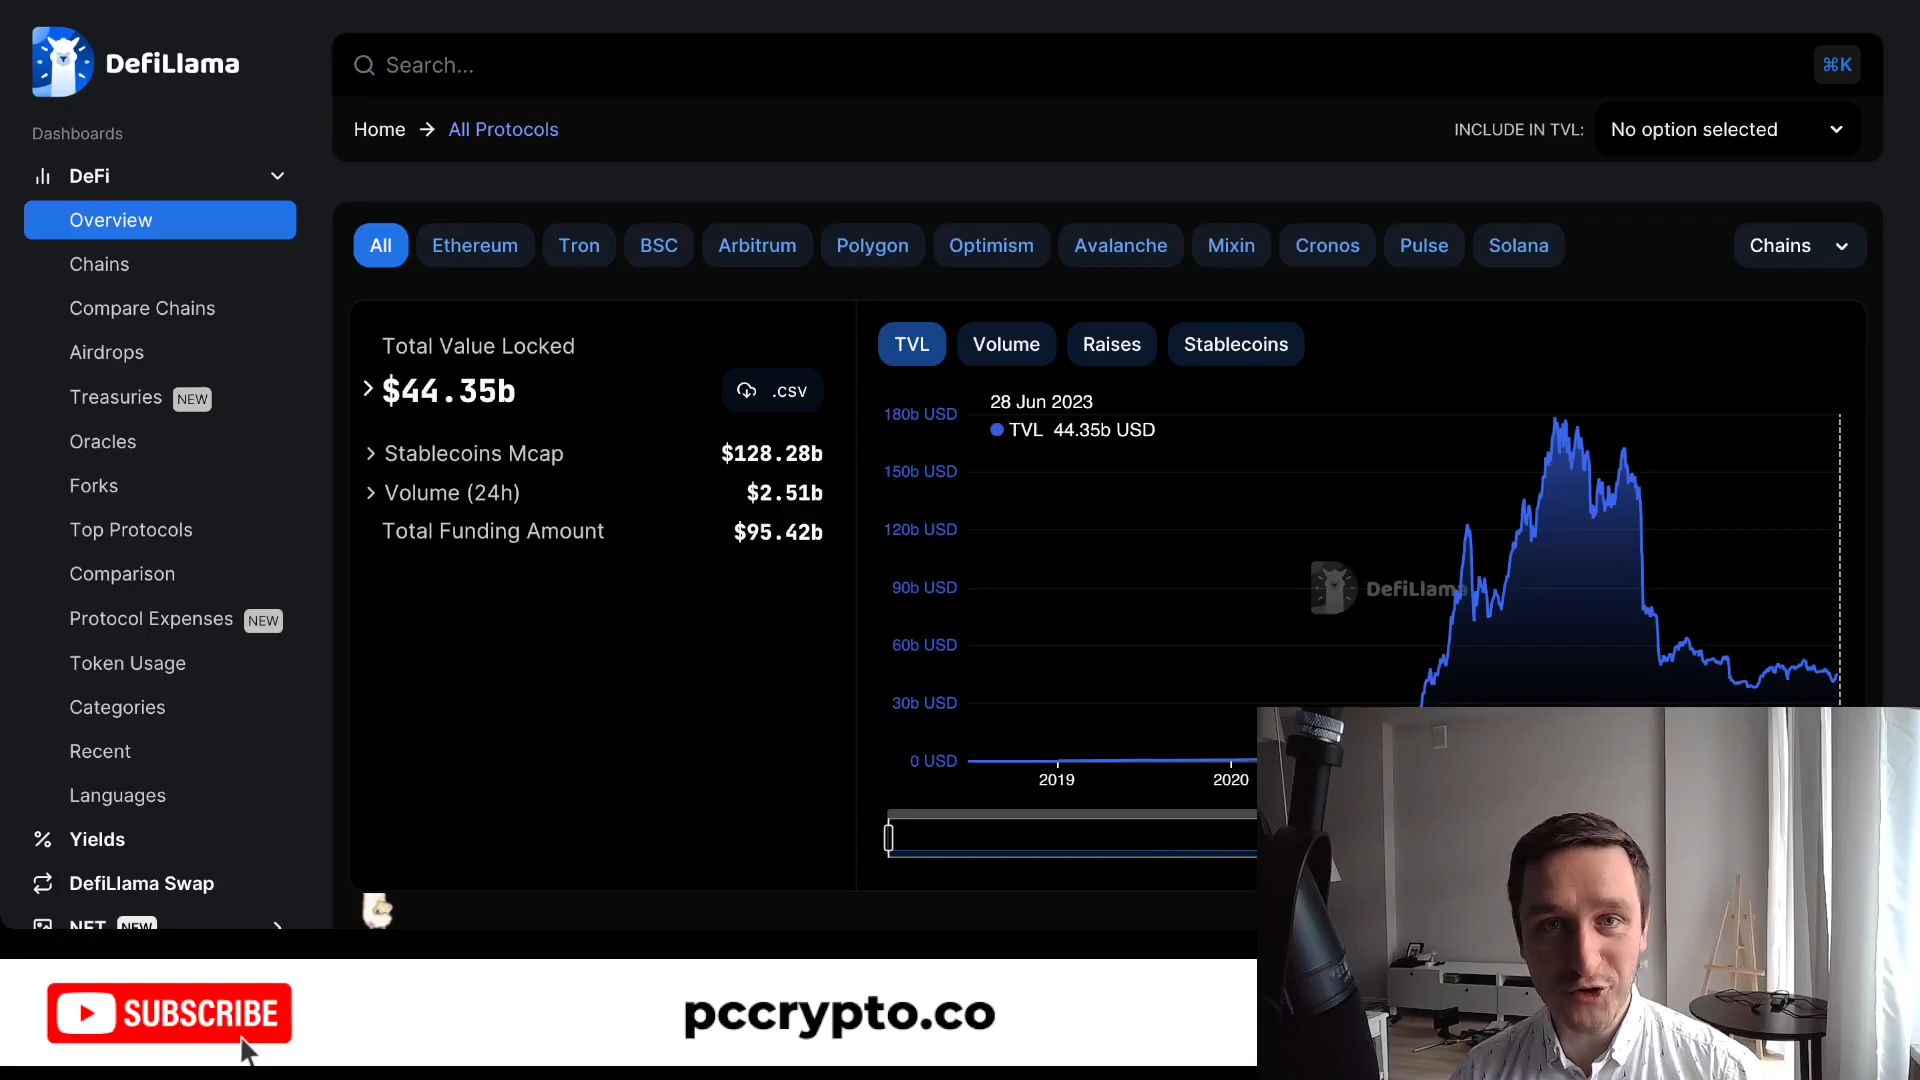 DefiLlama
Dashboards
DeFi
Overview
Chains
Compare Chains
Airdrops
Treasuries NEW
Oracles
Forks
Top Protocols
Comparison
Protocol Expenses NEW
Token Usage
Categories
Recent
Languages
Yields
DefiLlama Swap
NFT NEW
Search...
⌘K
Home → All Protocols
INCLUDE IN TVL: No option selected
All Ethereum Tron BSC Arbitrum Polygon Optimism Avalanche Mixin Cronos Pulse Solana Chains
Total Value Locked
$44.35b
.csv
Stablecoins Mcap $128.28b
Volume (24h) $2.51b
Total Funding Amount $95.42b
TVL Volume Raises Stablecoins
28 Jun 2023
TVL 44.35b USD
180b USD
150b USD
120b USD
90b USD
60b USD
30b USD
0 USD
DefiLlama
2019 2020
SUBSCRIBE
pccrypto.co